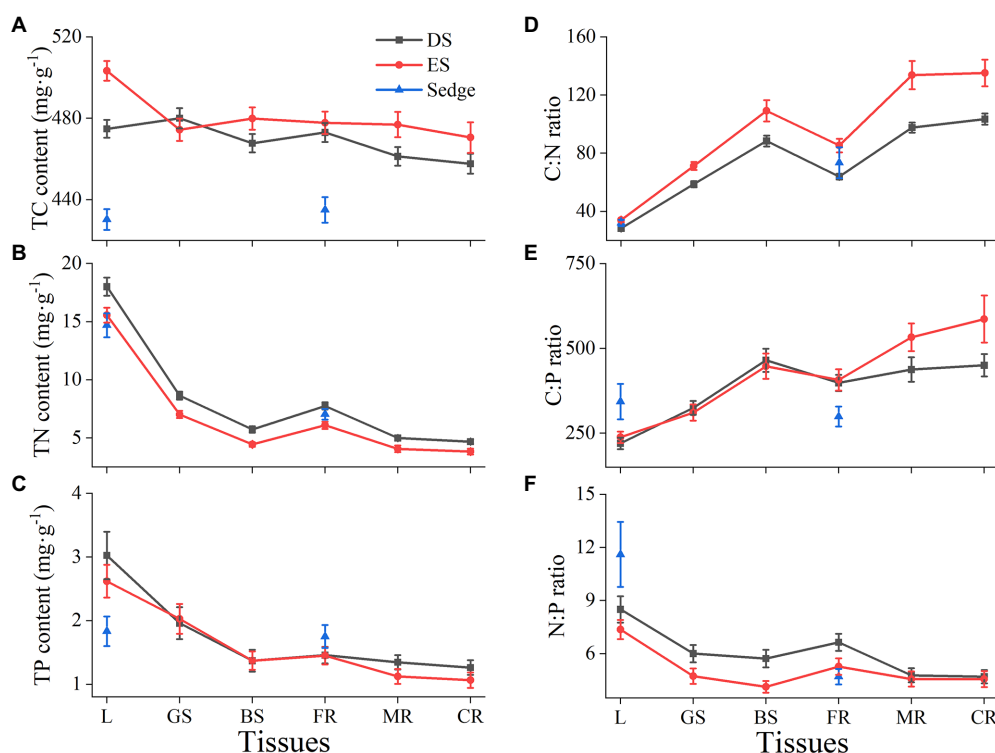 A
520
480
440
TC content (mg·g⁻¹)
DS
ES
Sedge
B
20
15
10
5
TN content (mg·g⁻¹)
C
4
3
2
1
TP content (mg·g⁻¹)
L GS BS FR MR CR
Tissues
D
160
120
80
40
C:N ratio
E
750
500
250
C:P ratio
F
15
12
9
6
N:P ratio
L GS BS FR MR CR
Tissues